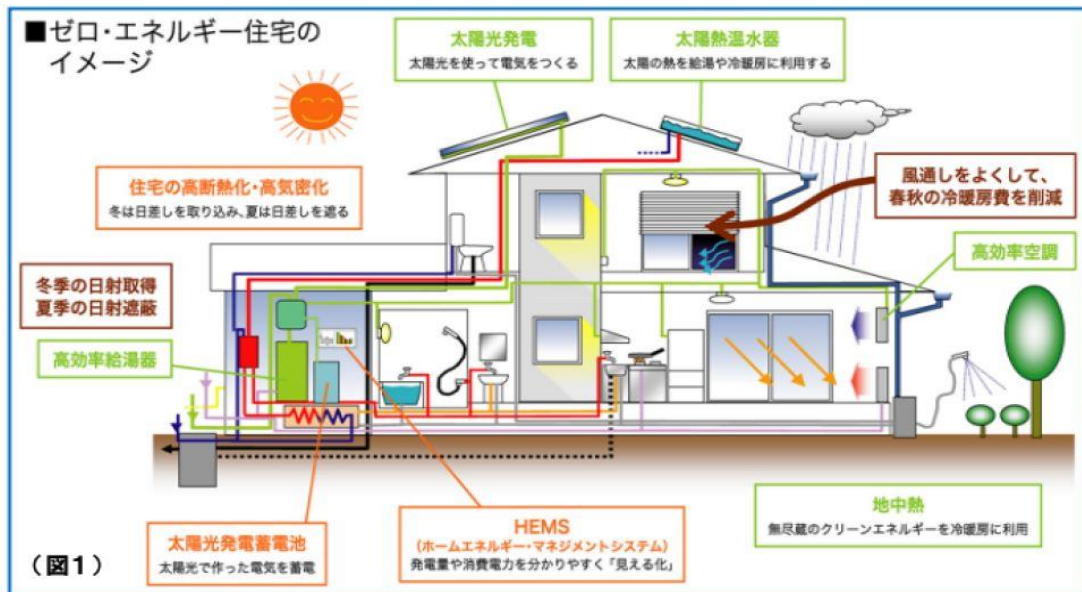 ■ゼロ・エネルギー住宅の
イメージ
太陽光発電
太陽光を使って電気をつくる
太陽熱温水器
太陽の熱を給湯や冷暖房に利用する
住宅の高断熱化・高気密化
冬は日差しを取り込み、夏は日差しを遮る
風通しをよくして、
春秋の冷暖房費を削減
高効率空調
冬季の日射取得
夏季の日射遮蔽
高効率給湯器
太陽光発電蓄電池
太陽光で作った電気を蓄電
HEMS
(ホームエネルギー・マネジメントシステム)
発電量や消費電力を分かりやすく「見える化」
地中熱
無尽蔵のクリーンエネルギーを冷暖房に利用
(図1)